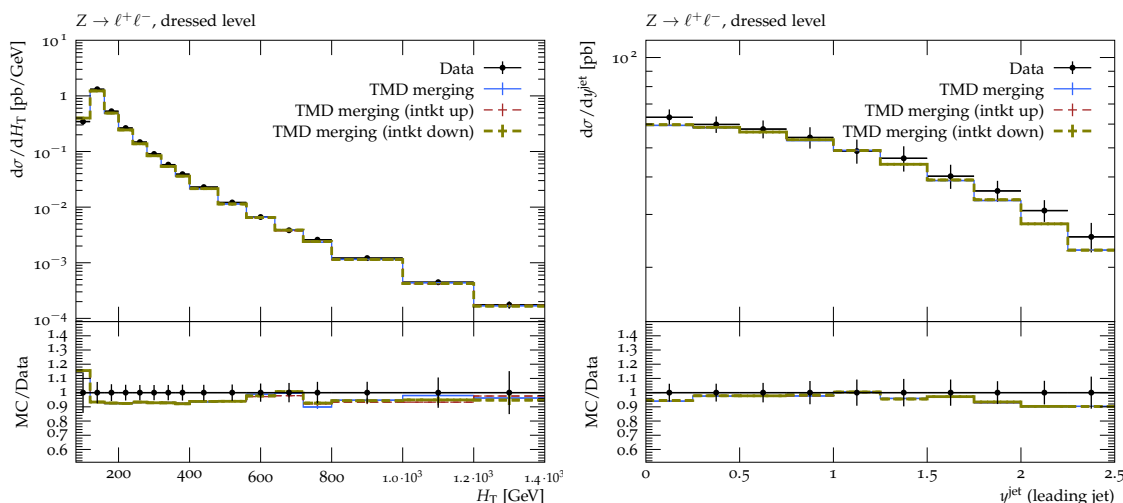 Z → ℓ⁺ℓ⁻, dressed level
dσ/dH_T [pb/GeV]
10¹
1
10⁻¹
10⁻²
10⁻³
10⁻⁴
Data
TMD merging
TMD merging (intkt up)
TMD merging (intkt down)
MC/Data
1.4
1.3
1.2
1.1
1
0.9
0.8
0.7
0.6
200 400 600 800 1.0·10³ 1.2·10³ 1.4·10³
H_T [GeV]
Z → ℓ⁺ℓ⁻, dressed level
dσ/dy^jet [pb]
10²
Data
TMD merging
TMD merging (intkt up)
TMD merging (intkt down)
MC/Data
1.4
1.3
1.2
1.1
1
0.9
0.8
0.7
0.6
0 0.5 1 1.5 2 2.5
y^jet (leading jet)